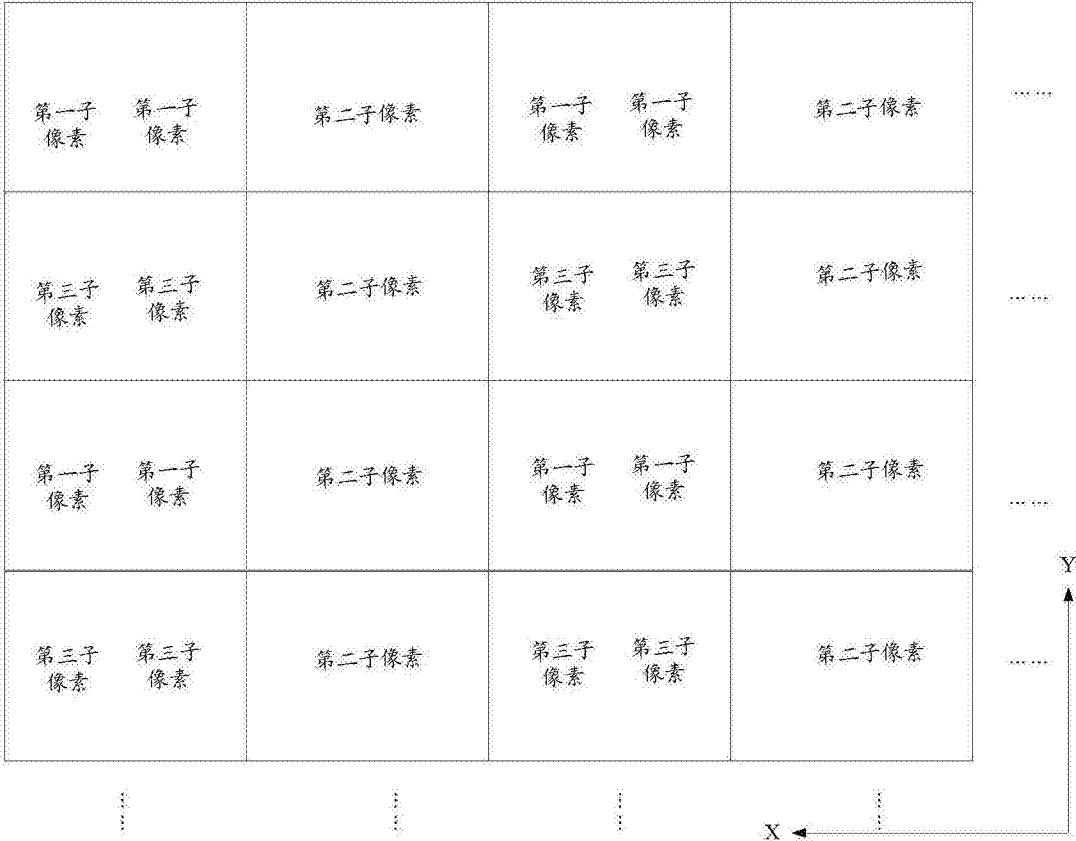 第一子
像素
第一子
像素
第二子像素
第一子
像素
第一子
像素
第二子像素
……
第三子
像素
第三子
像素
第二子像素
第三子
像素
第三子
像素
第二子像素
……
第一子
像素
第一子
像素
第二子像素
第一子
像素
第一子
像素
第二子像素
……
Y
第三子
像素
第三子
像素
第二子像素
第三子
像素
第三子
像素
第二子像素
……
……
……
……
……
X